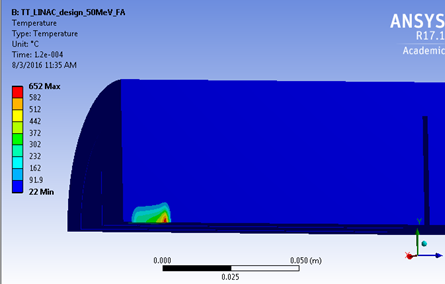 B: TT_LINAC_design_50MeV_FA
Temperature
Type: Temperature
Unit: °C
Time: 1.2e-004
8/3/2016 11:35 AM
652 Max
582
512
442
372
302
232
162
91.9
22 Min
ANSYS
R17.1
Academic
0.000
0.050 (m)
0.025
Y
X